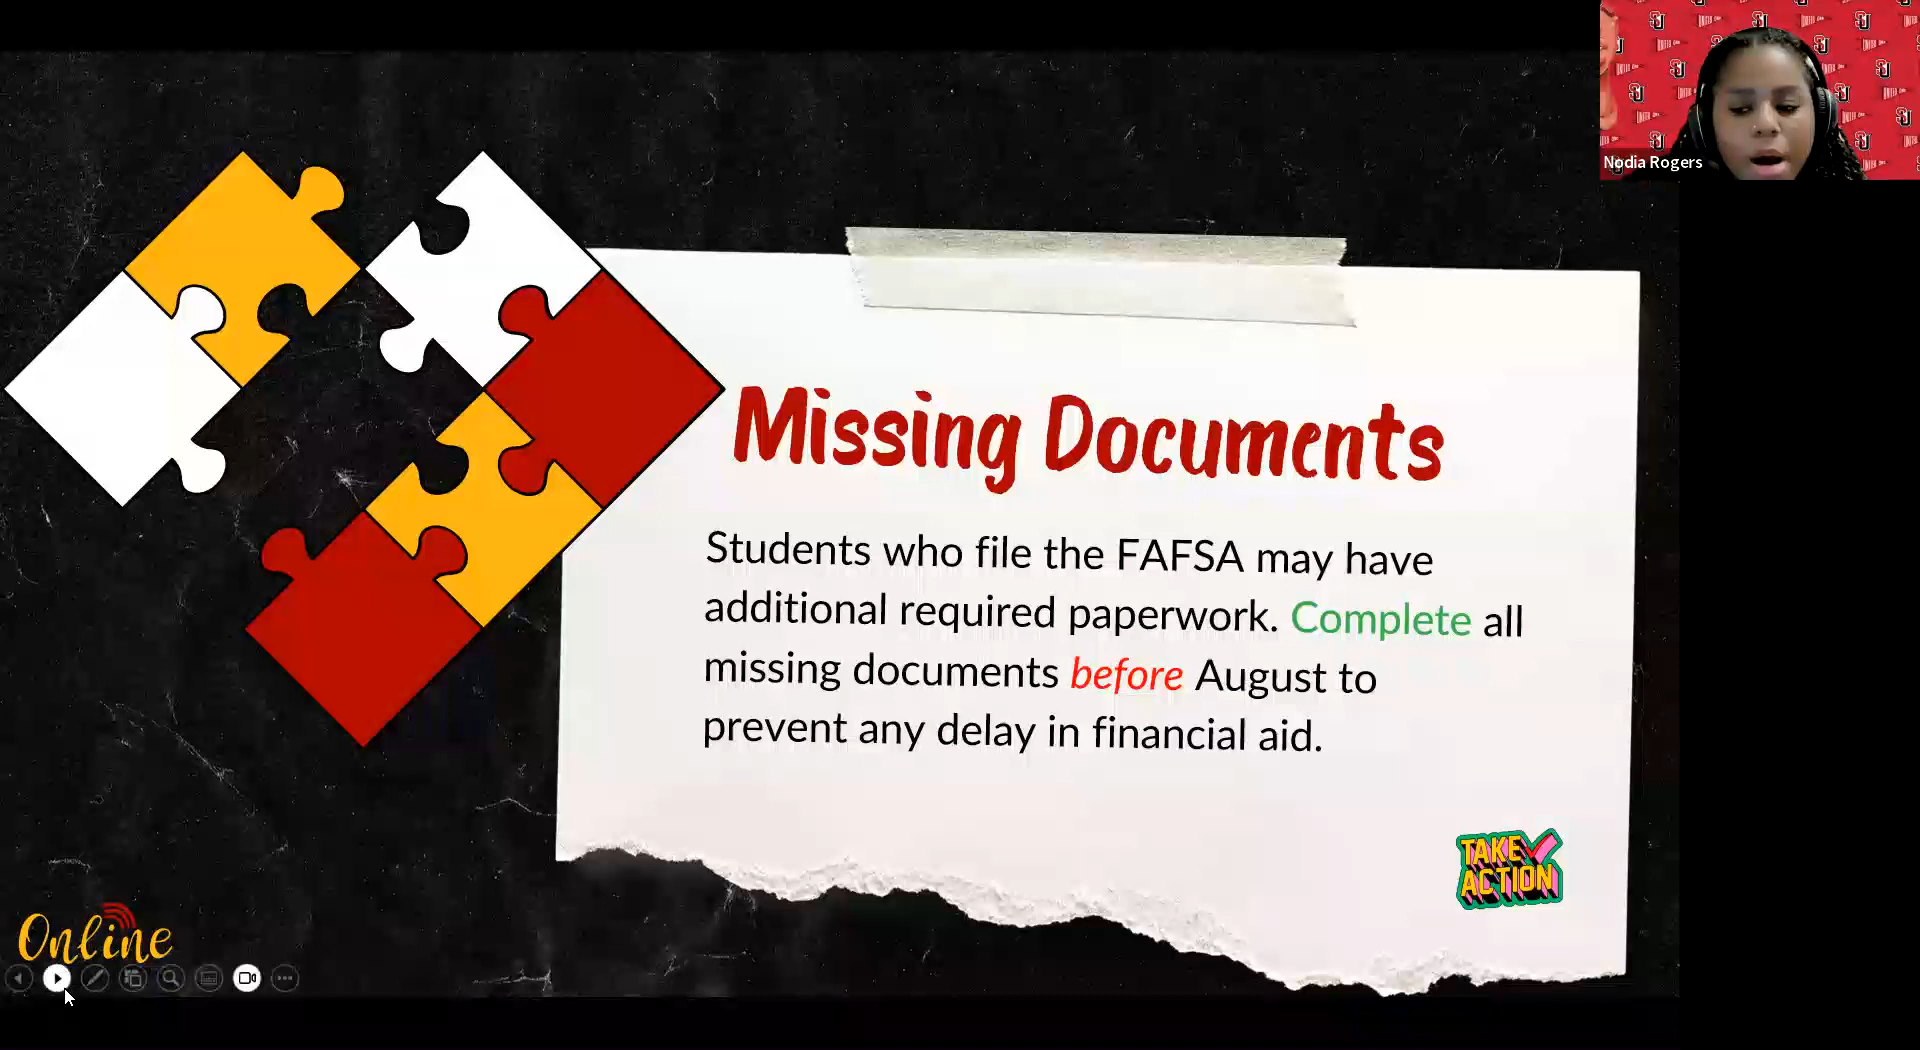 Nodia Rogers
Missing Documents
Students who file the FAFSA may have
additional required paperwork. Complete all
missing documents before August to
prevent any delay in financial aid.
TAKE
ACTION
Online